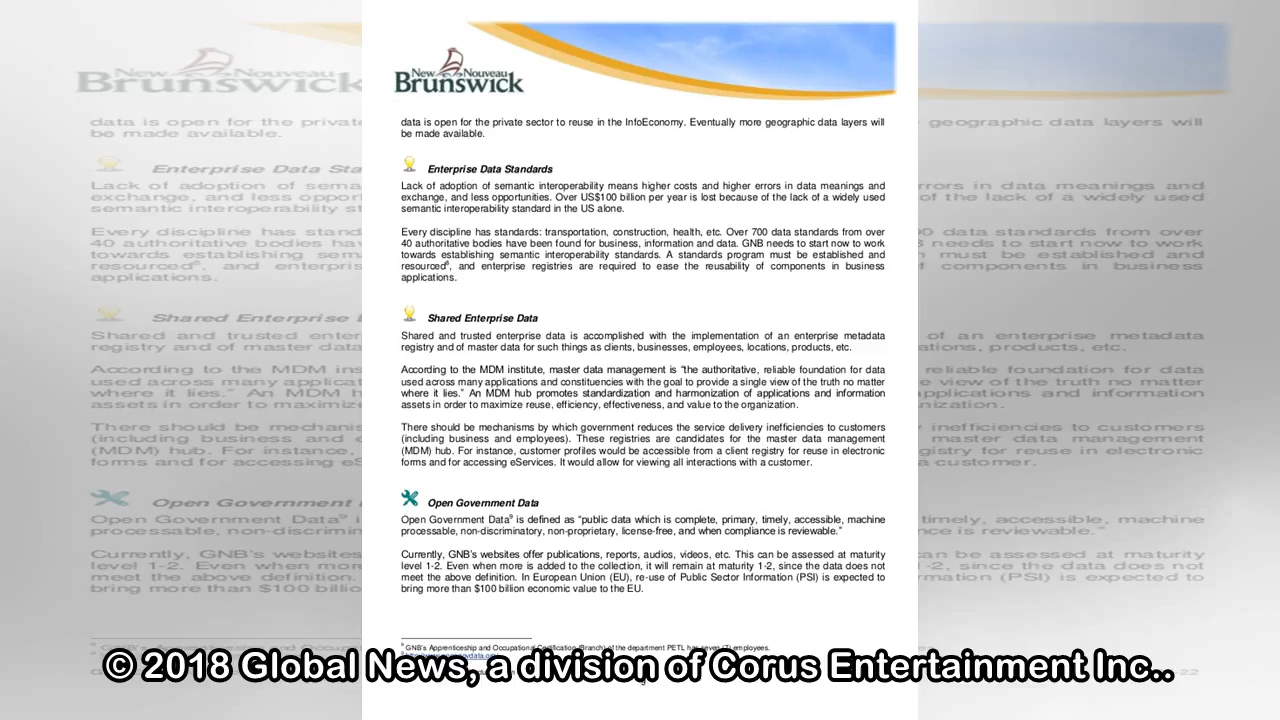 New Nouveau
Brunswick
data is open for the private sector to reuse in the InfoEconomy. Eventually more geographic data layers will
be made available.
Enterprise Data Standards
Lack of adoption of semantic interoperability means higher costs and higher errors in data meanings and
exchange, and less opportunities. Over US$100 billion per year is lost because of the lack of a widely used
semantic interoperability standard in the US alone.
Every discipline has standards: transportation, construction, health, etc. Over 700 data standards from over
40 authoritative bodies have been found for business, information and data. GNB needs to start now to work
towards establishing semantic interoperability standards. A standards program must be established and
resourced⁸, and enterprise registries are required to ease the reusability of components in business
applications.
Shared Enterprise Data
Shared and trusted enterprise data is accomplished with the implementation of an enterprise metadata
registry and of master data for such things as clients, businesses, employees, locations, products, etc.
According to the MDM institute, master data management is “the authoritative, reliable foundation for data
used across many applications and constituencies with the goal to provide a single view of the truth no matter
where it lies.” An MDM hub promotes standardization and harmonization of applications and information
assets in order to maximize reuse, efficiency, effectiveness, and value to the organization.
There should be mechanisms by which government reduces the service delivery inefficiencies to customers
(including business and employees). These registries are candidates for the master data management
(MDM) hub. For instance, customer profiles would be accessible from a client registry for reuse in electronic
forms and for accessing eServices. It would allow for viewing all interactions with a customer.
Open Government Data
Open Government Data⁹ is defined as “public data which is complete, primary, timely, accessible, machine
processable, non-discriminatory, non-proprietary, license-free, and when compliance is reviewable.”
Currently, GNB’s websites offer publications, reports, audios, videos, etc. This can be assessed at maturity
level 1-2. Even when more is added to the collection, it will remain at maturity 1-2, since the data does not
meet the above definition. In European Union (EU), re-use of Public Sector Information (PSI) is expected to
bring more than $100 billion economic value to the EU.
⁸ GNB’s Apprenticeship and Occupational Certification (Branch) of the department PETL has seven (7) employees.
© 2018 Global News, a division of Corus Entertainment Inc..